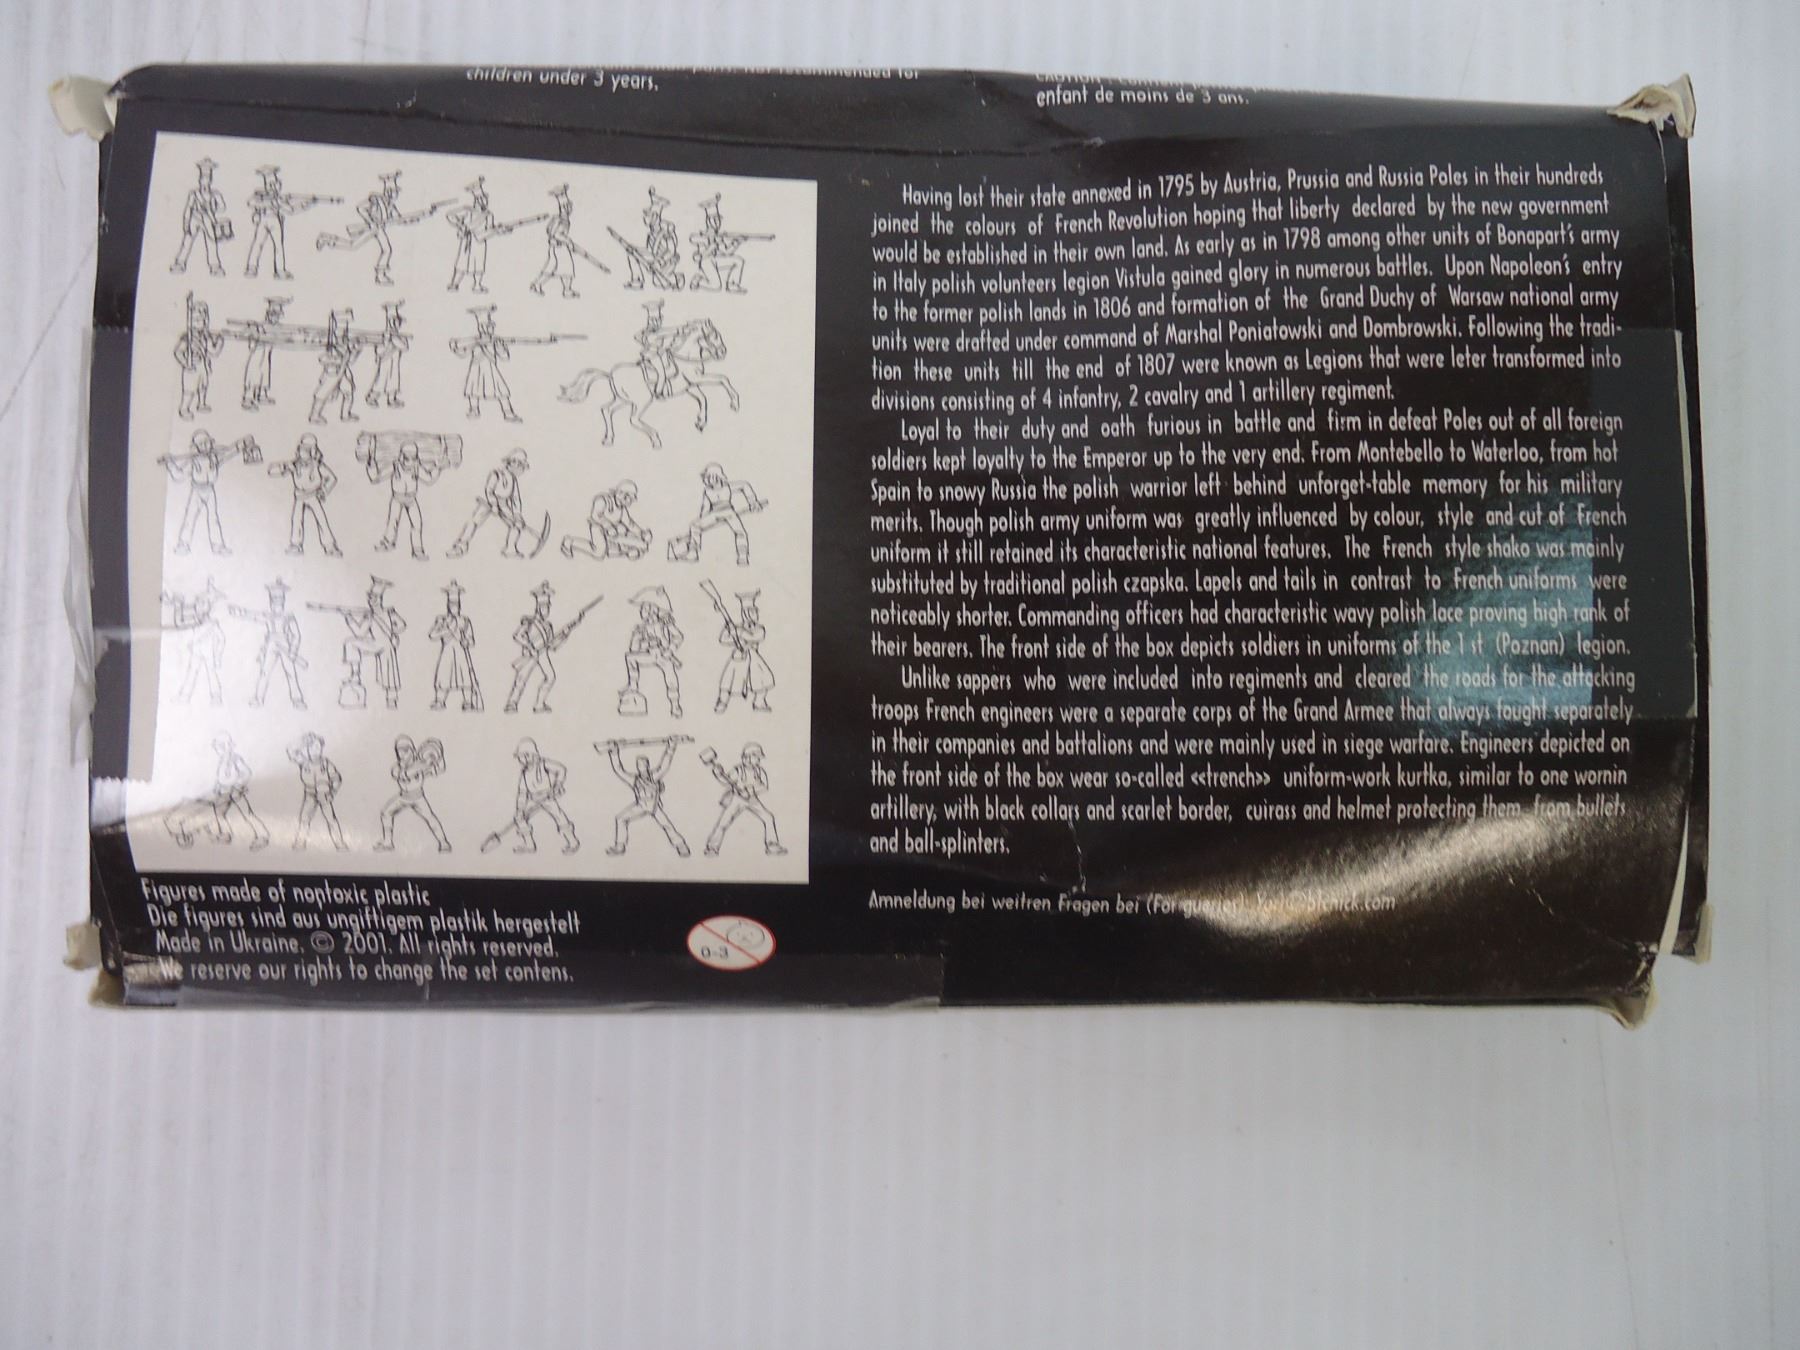 children under 3 years.
enfant de moins de 3 ans.
Having lost their state annexed in 1795 by Austria, Prussia and Russia Poles in their hundreds
joined the colours of French Revolution hoping that liberty declared by the new government
would be established in their own land. As early as in 1798 among other units of Bonapart's army
in Italy polish volunteers legion Vistula gained glory in numerous battles. Upon Napoleon's entry
to the former polish lands in 1806 and formation of the Grand Duchy of Warsaw national army
units were drafted under command of Marshal Poniatowski and Dombrowski. Following the tradi-
tion these units till the end of 1807 were known as Legions that were leter transformed into
divisions consisting of 4 infantry, 2 cavalry and 1 artillery regiment.
Loyal to their duty and oath furious in battle and firm in defeat Poles out of all foreign
soldiers kept loyalty to the Emperor up to the very end. From Montebello to Waterloo, from hot
Spain to snowy Russia the polish warrior left behind unforget-table memory for his military
merits. Though polish army uniform was greatly influenced by colour, style and cut of French
uniform it still retained its characteristic national features. The French style shako was mainly
substituted by traditional polish czapska. Lapels and tails in contrast to French uniforms were
noticeably shorter. Commanding officers had characteristic wavy polish lace proving high rank of
their bearers. The front side of the box depicts soldiers in uniforms of the 1 st (Poznan) legion.
Unlike sappers who were included into regiments and cleared the roads for the attacking
troops French engineers were a separate corps of the Grand Armee that always fought separately
in their companies and battalions and were mainly used in siege warfare. Engineers depicted on
the front side of the box wear so-called «trench» uniform-work kurtka, similar to one wornin
artillery, with black collars and scarlet border, cuirass and helmet protecting them from bullets
and ball-splinters.
Amneldung bei weitren Fragen bei (For
Figures made of nontoxic plastic
Die figures sind aus ungiftigem plastik hergestelt
Made in Ukraine. © 2001. All rights reserved.
We reserve our rights to change the set contens.
0-3